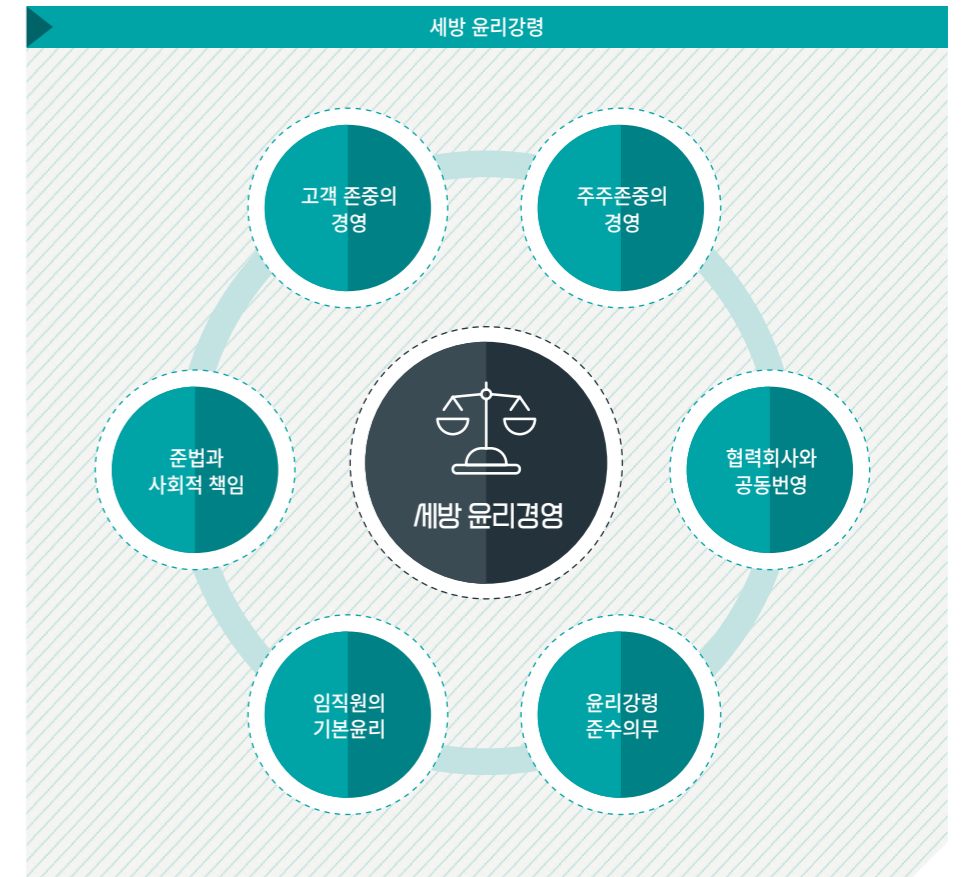 세방 윤리강령
고객 존중의
경영
주주존중의
경영
준법과
사회적 책임
세방 윤리경영
협력회사와
공동번영
임직원의
기본윤리
윤리강령
준수의무